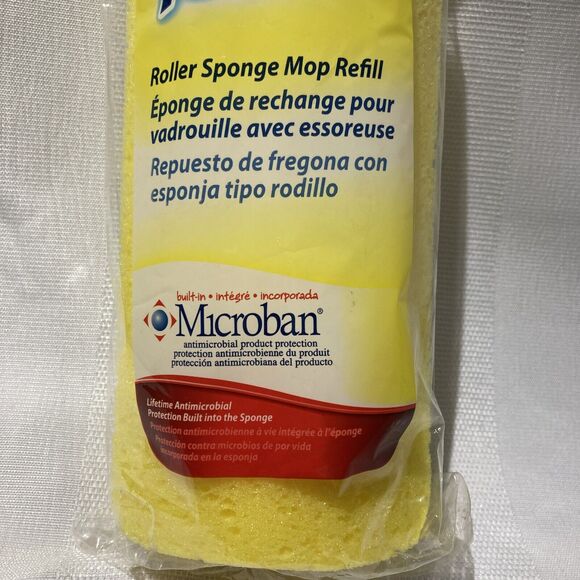 Roller Sponge Mop Refill
Éponge de rechange pour
vadrouille avec essoreuse
Repuesto de fregona con
esponja tipo rodillo
built-in • intégré • incorporada
Microban®
antimicrobial product protection
protection antimicrobienne du produit
protección antimicrobiana del producto
Lifetime Antimicrobial
Protection Built into the Sponge
Protection antimicrobienne à vie intégrée à l'éponge
Protección contra microbios de por vida
incorporada en la esponja